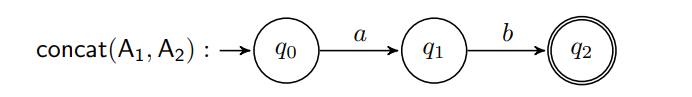 concat(A₁, A₂) : q₀ a q₁ b q₂